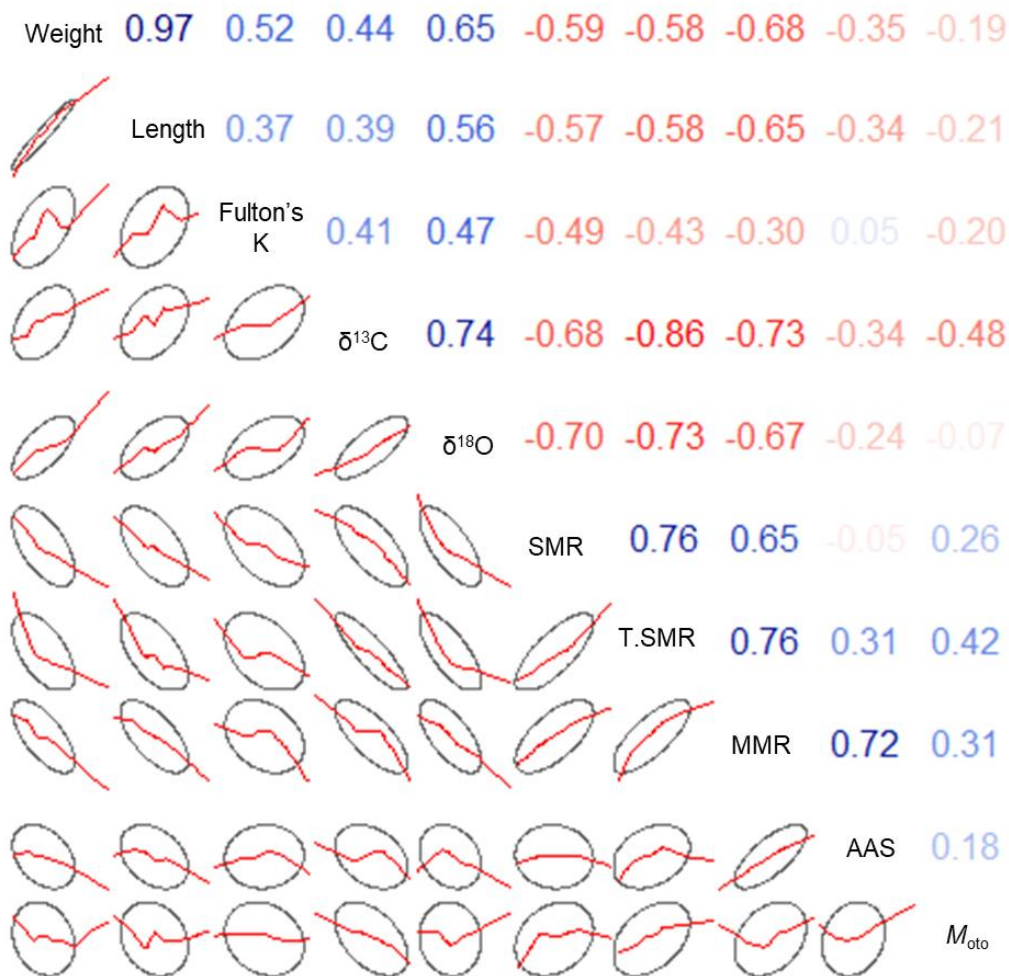 Weight 0.97 0.52 0.44 0.65 -0.59 -0.58 -0.68 -0.35 -0.19
Length 0.37 0.39 0.56 -0.57 -0.58 -0.65 -0.34 -0.21
Fulton's
K 0.41 0.47 -0.49 -0.43 -0.30 0.05 -0.20
δ¹³C 0.74 -0.68 -0.86 -0.73 -0.34 -0.48
δ¹⁸O -0.70 -0.73 -0.67 -0.24 -0.07
SMR 0.76 0.65 -0.05 0.26
T.SMR 0.76 0.31 0.42
MMR 0.72 0.31
AAS 0.18
Mₒₜₒ